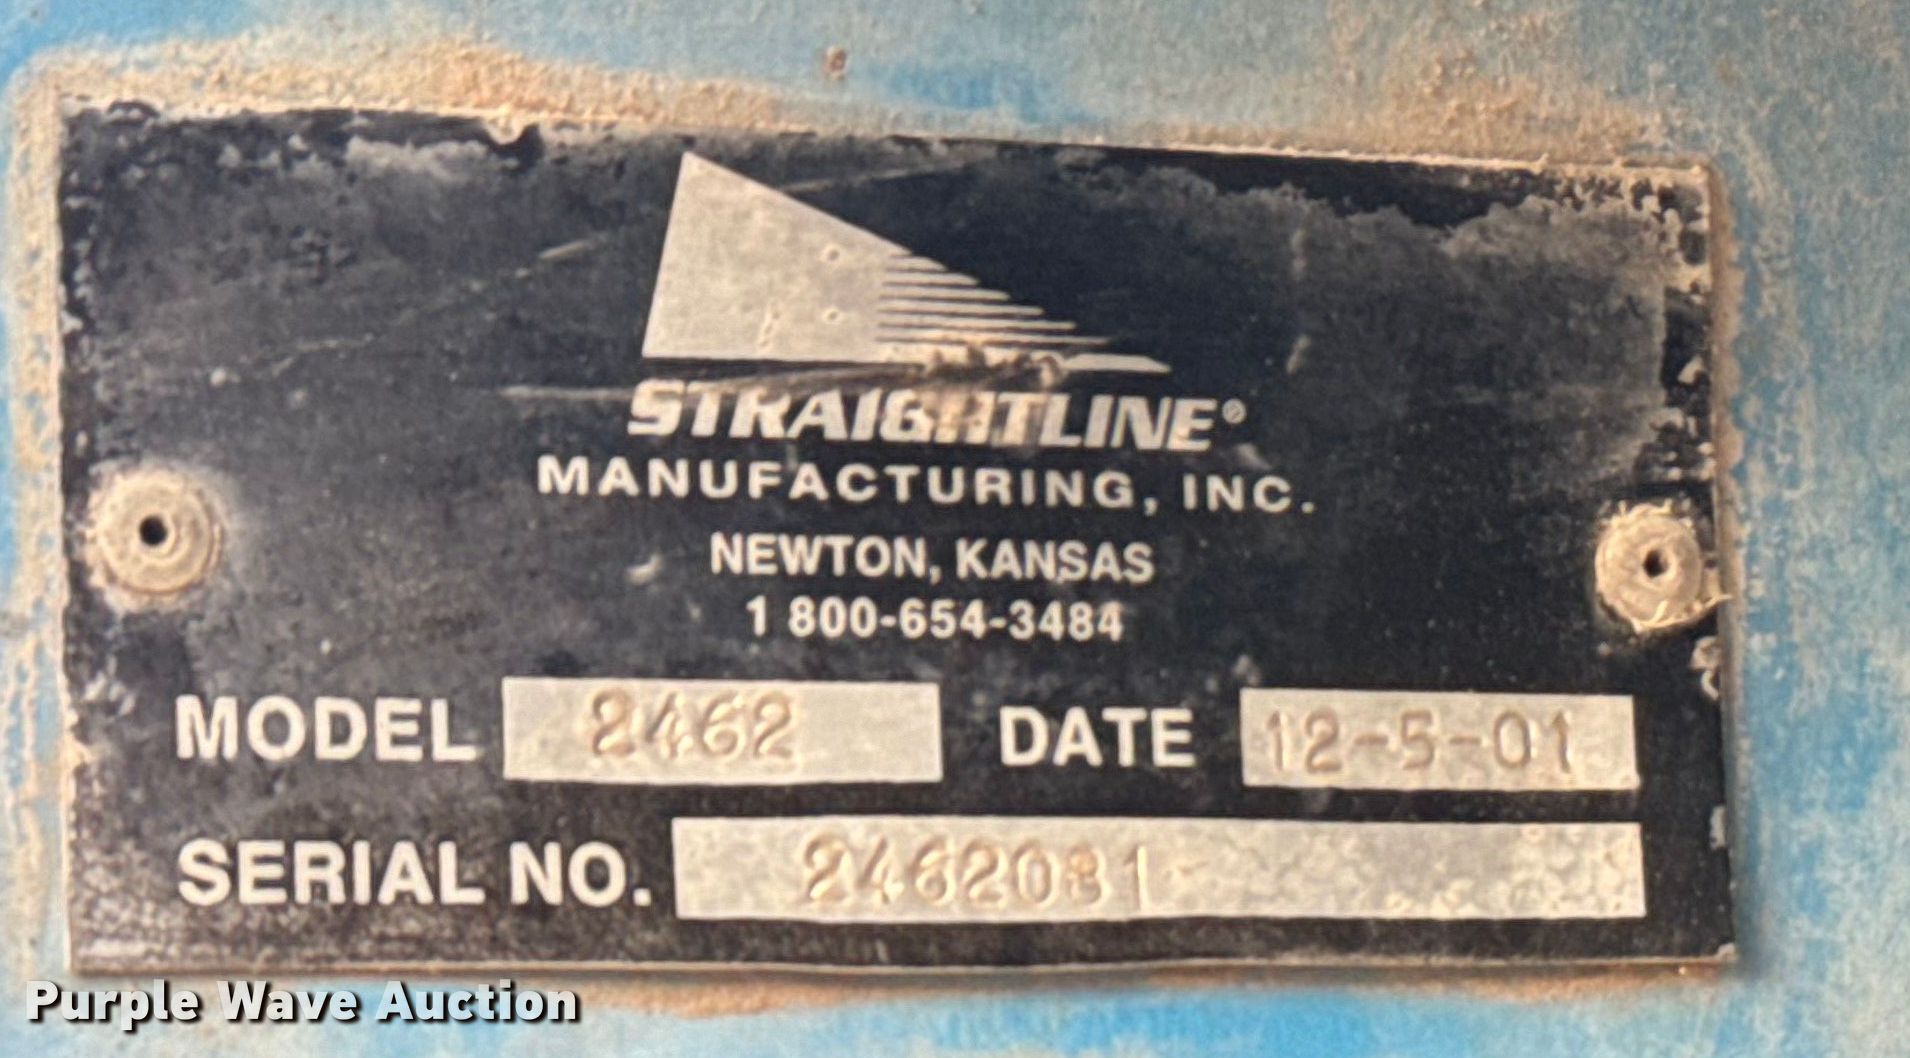 STRAIGHTLINE®
MANUFACTURING, INC.
NEWTON, KANSAS
1 800-654-3484
MODEL 2462 DATE 12-5-01
SERIAL NO. 2462081
Purple Wave Auction